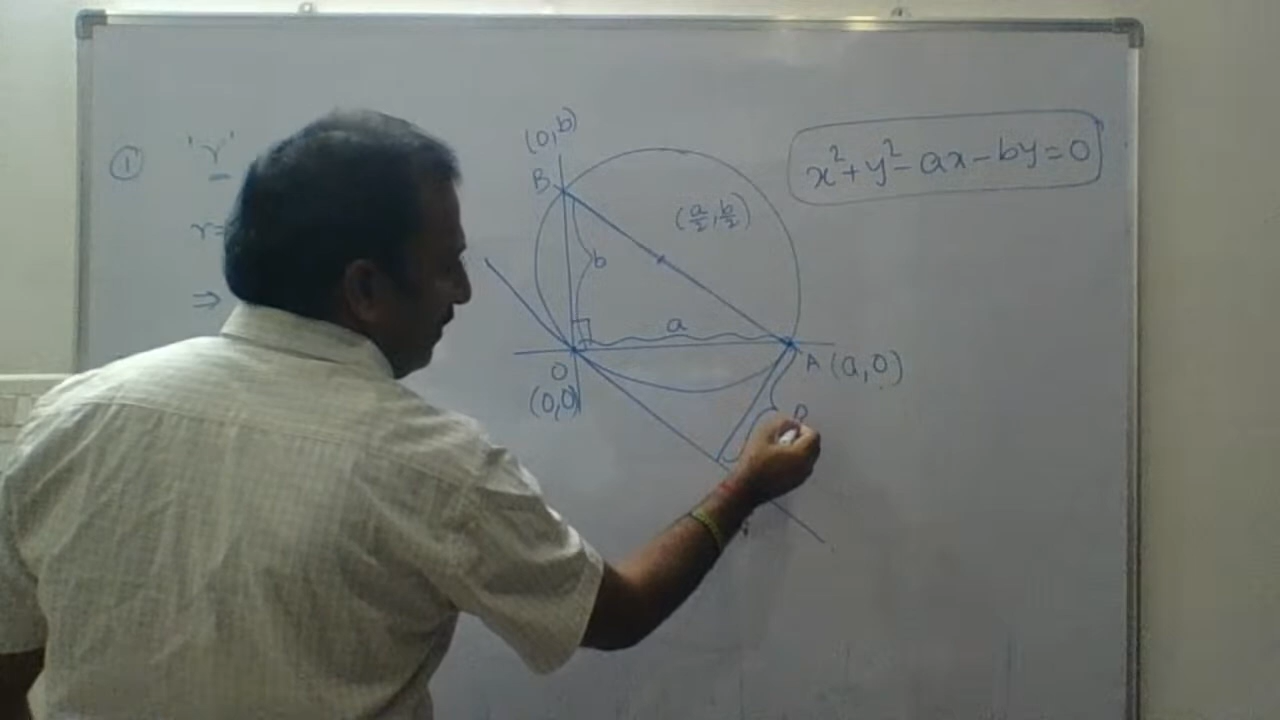 ①
'r'
r=
⇒
(0,b)
B
b
(a/2, b/2)
a
O
(0,0)
A (a,0)
x²+y²-ax-by=0